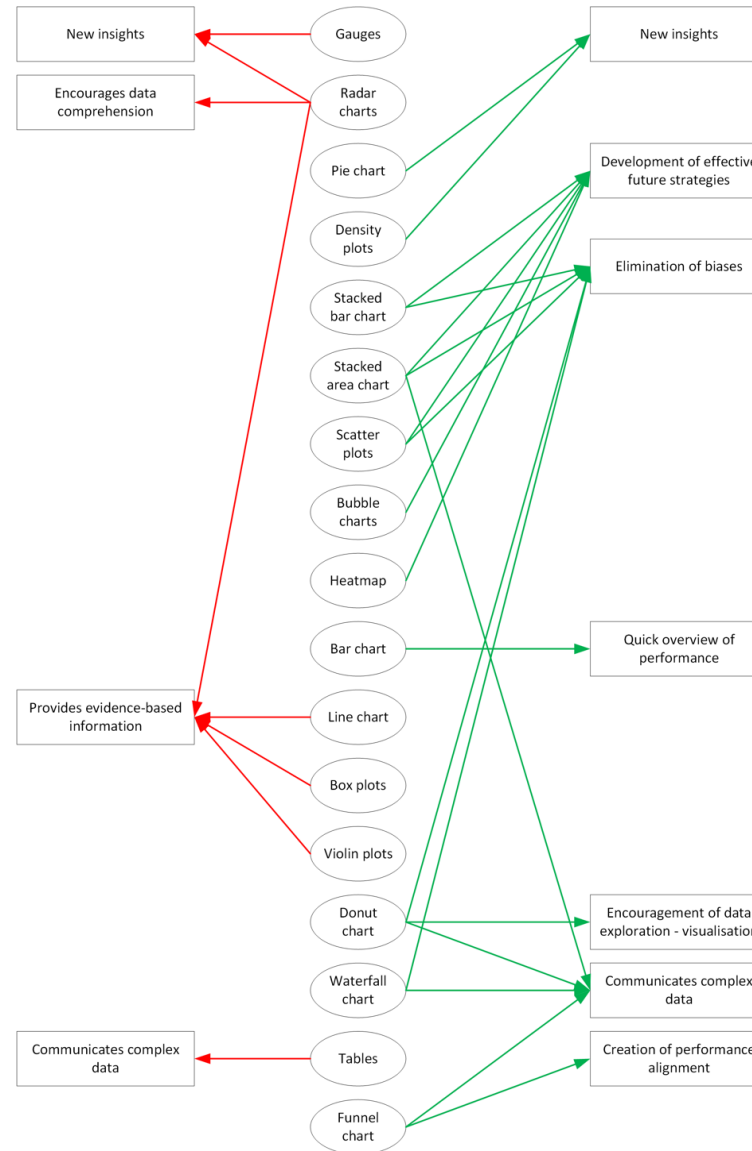 New insights
Gauges
New insights
Encourages data
comprehension
Radar
charts
Pie chart
Development of effective
future strategies
Density
plots
Elimination of biases
Stacked
bar chart
Stacked
area chart
Scatter
plots
Bubble
charts
Heatmap
Bar chart
Quick overview of
performance
Provides evidence-based
information
Line chart
Box plots
Violin plots
Donut
chart
Encouragement of data
exploration - visualisation
Waterfall
chart
Communicates complex
data
Communicates complex
data
Tables
Creation of performance
alignment
Funnel
chart